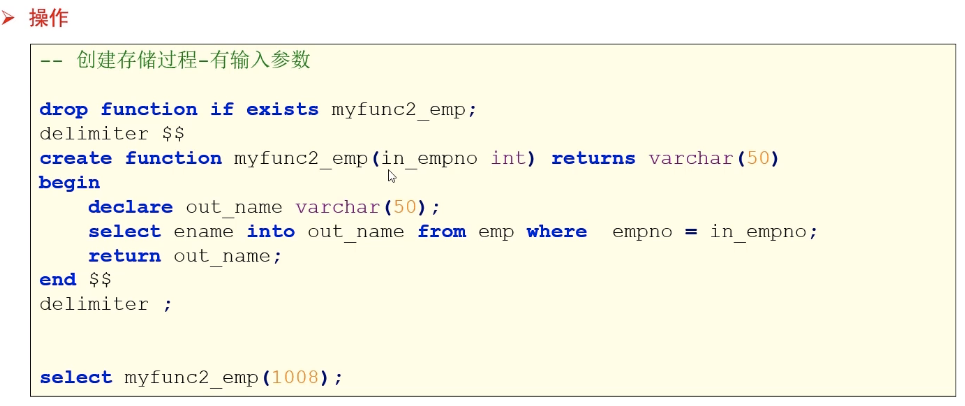 ➢ 操作
-- 创建存储过程-有输入参数
drop function if exists myfunc2_emp;
delimiter $$
create function myfunc2_emp(in_empno int) returns varchar(50)
begin
    declare out_name varchar(50);
    select ename into out_name from emp where  empno = in_empno;
    return out_name;
end $$
delimiter ;
select myfunc2_emp(1008);